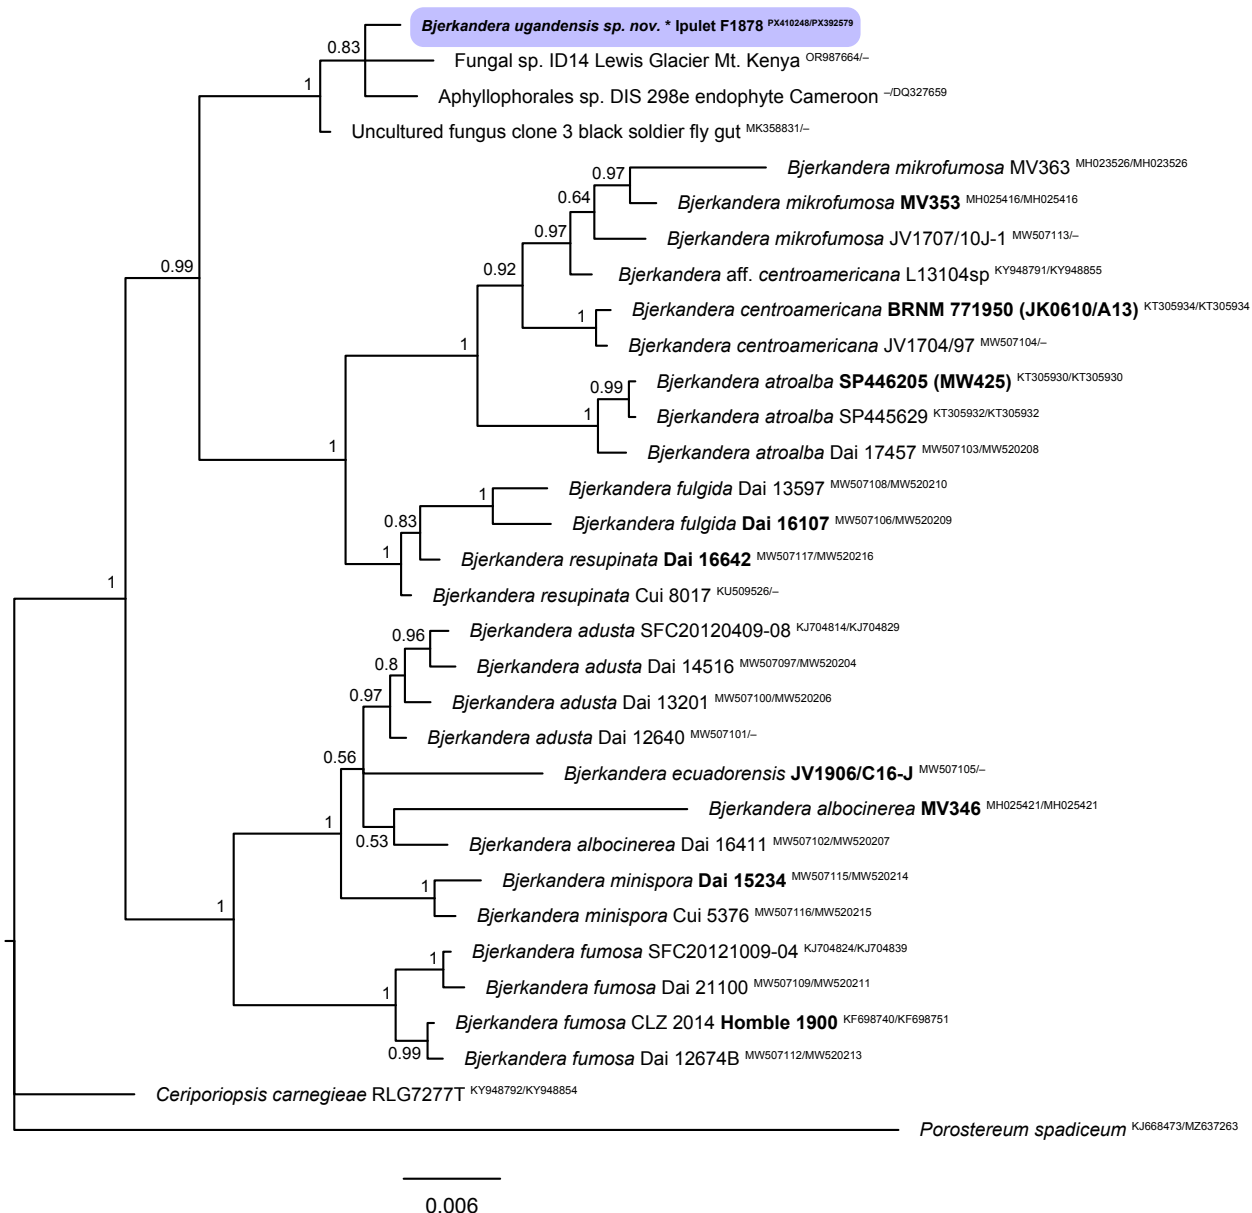 Bjerkandera ugandensis sp. nov. * Ipulet F1878 PX410248/PX392579
0.83
Fungal sp. ID14 Lewis Glacier Mt. Kenya OR987664/–
1
Aphyllophorales sp. DIS 298e endophyte Cameroon –/DQ327659
Uncultured fungus clone 3 black soldier fly gut MK358831/–
Bjerkandera mikrofumosa MV363 MH023526/MH023526
0.97
0.64
Bjerkandera mikrofumosa MV353 MH025416/MH025416
0.97
Bjerkandera mikrofumosa JV1707/10J-1 MW507113/–
0.99
0.92
Bjerkandera aff. centroamericana L13104sp KY948791/KY948855
Bjerkandera centroamericana BRNM 771950 (JK0610/A13) KT305934/KT305934
1
1
Bjerkandera centroamericana JV1704/97 MW507104/–
Bjerkandera atroalba SP446205 (MW425) KT305930/KT305930
0.99
1
Bjerkandera atroalba SP445629 KT305932/KT305932
1
Bjerkandera atroalba Dai 17457 MW507103/MW520208
Bjerkandera fulgida Dai 13597 MW507108/MW520210
1
0.83
Bjerkandera fulgida Dai 16107 MW507106/MW520209
1
Bjerkandera resupinata Dai 16642 MW507117/MW520216
1
Bjerkandera resupinata Cui 8017 KU509526/–
0.96
Bjerkandera adusta SFC20120409-08 KJ704814/KJ704829
0.8
Bjerkandera adusta Dai 14516 MW507097/MW520204
0.97
Bjerkandera adusta Dai 13201 MW507100/MW520206
Bjerkandera adusta Dai 12640 MW507101/–
0.56
Bjerkandera ecuadorensis JV1906/C16-J MW507105/–
Bjerkandera albocinerea MV346 MH025421/MH025421
1
0.53
Bjerkandera albocinerea Dai 16411 MW507102/MW520207
Bjerkandera minispora Dai 15234 MW507115/MW520214
1
1
Bjerkandera minispora Cui 5376 MW507116/MW520215
Bjerkandera fumosa SFC20121009-04 KJ704824/KJ704839
1
Bjerkandera fumosa Dai 21100 MW507109/MW520211
1
Bjerkandera fumosa CLZ 2014 Homble 1900 KF698740/KF698751
0.99
Bjerkandera fumosa Dai 12674B MW507112/MW520213
Ceriporiopsis carnegieae RLG7277T KY948792/KY948854
Porostereum spadiceum KJ668473/MZ637263
0.006